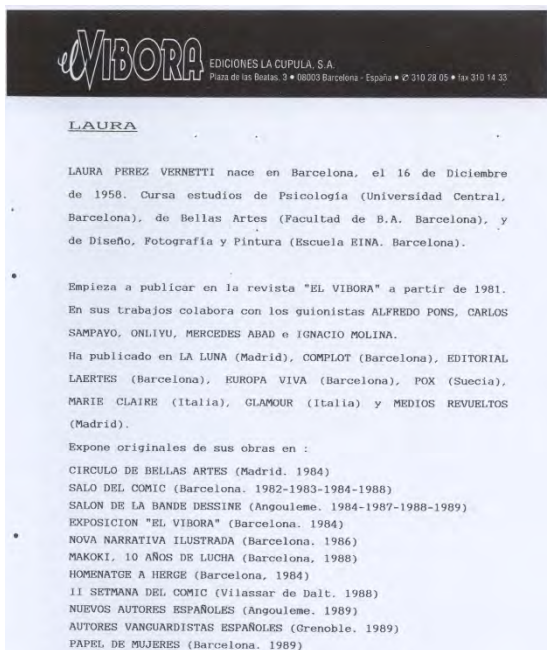 el VIBORA
EDICIONES LA CUPULA, S.A.
Plaza de las Beatas, 3 • 08003 Barcelona - España • ✆ 310 28 05 • fax 310 14 33
LAURA
LAURA PEREZ VERNETTI nace en Barcelona, el 16 de Diciembre
de 1958. Cursa estudios de Psicología (Universidad Central,
Barcelona), de Bellas Artes (Facultad de B.A. Barcelona), y
de Diseño, Fotografía y Pintura (Escuela EINA. Barcelona).
Empieza a publicar en la revista "EL VIBORA" a partir de 1981.
En sus trabajos colabora con los guionistas ALFREDO PONS, CARLOS
SAMPAYO, ONLIYU, MERCEDES ABAD e IGNACIO MOLINA.
Ha publicado en LA LUNA (Madrid), COMPLOT (Barcelona), EDITORIAL
LAERTES (Barcelona), EUROPA VIVA (Barcelona), POX (Suecia),
MARIE CLAIRE (Italia), GLAMOUR (Italia) y MEDIOS REVUELTOS
(Madrid).
Expone originales de sus obras en :
CIRCULO DE BELLAS ARTES (Madrid. 1984)
SALO DEL COMIC (Barcelona. 1982-1983-1984-1988)
SALON DE LA BANDE DESSINE (Angouleme. 1984-1987-1988-1989)
EXPOSICION "EL VIBORA" (Barcelona. 1984)
NOVA NARRATIVA ILUSTRADA (Barcelona. 1986)
MAKOKI, 10 AÑOS DE LUCHA (Barcelona, 1988)
HOMENATGE A HERGE (Barcelona, 1984)
II SETMANA DEL COMIC (Vilassar de Dalt. 1988)
NUEVOS AUTORES ESPAÑOLES (Angouleme. 1989)
AUTORES VANGUARDISTAS ESPAÑOLES (Grenoble. 1989)
PAPEL DE MUJERES (Barcelona. 1989)